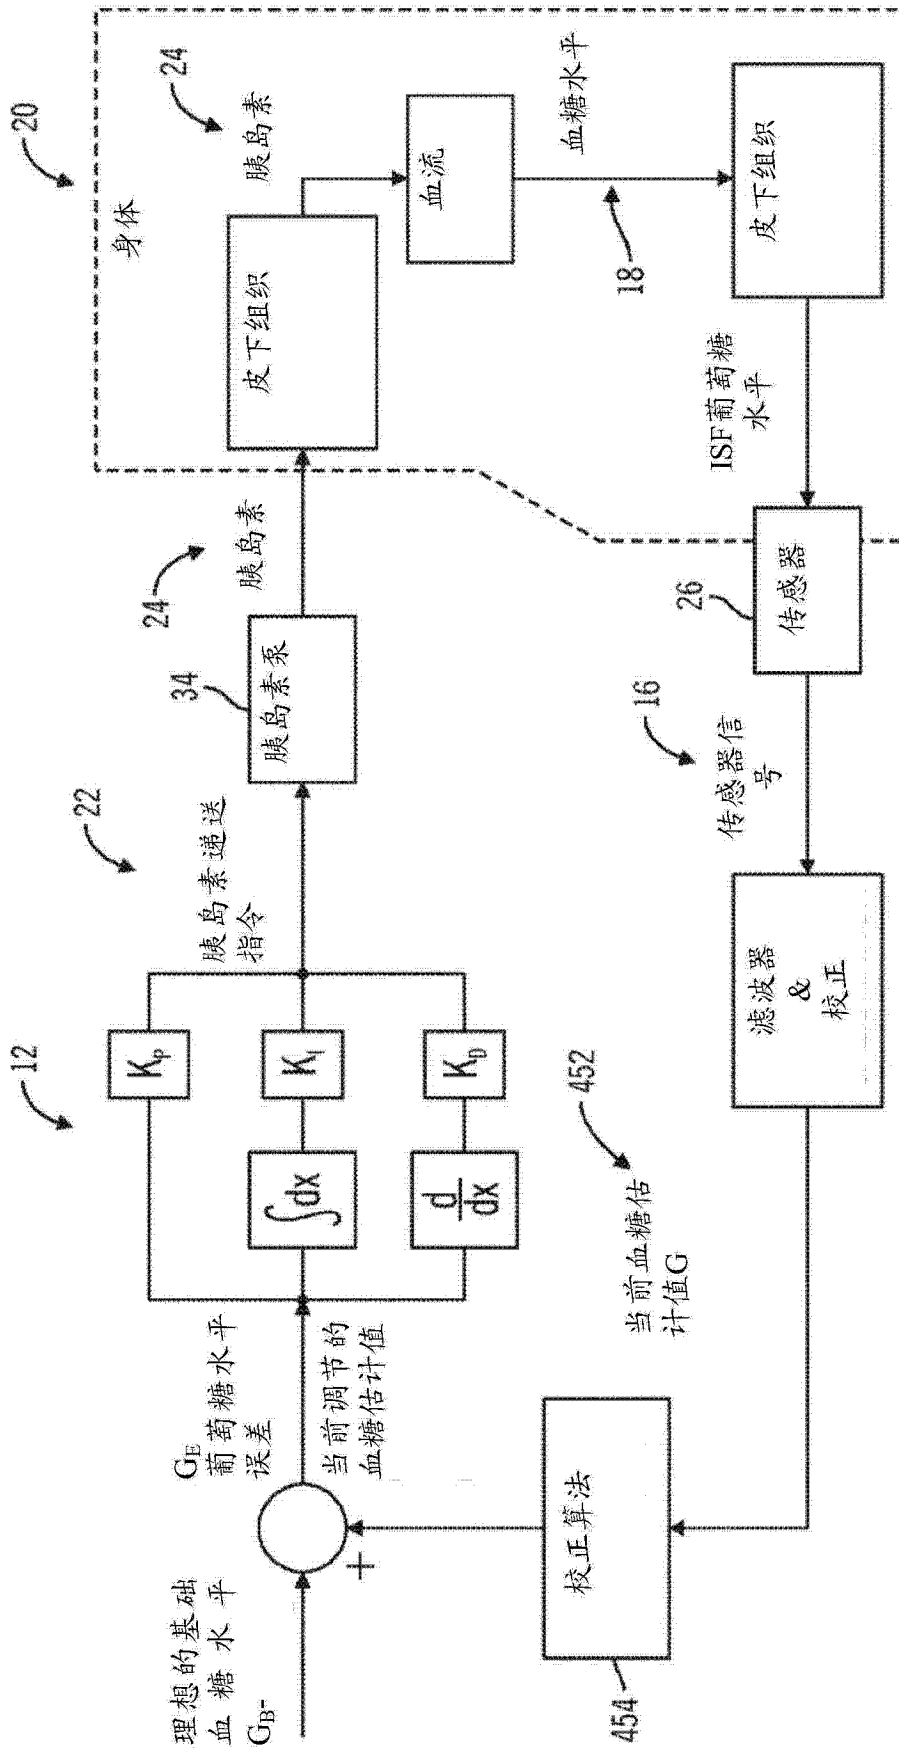 20
24
身体
胰岛素
皮下组织
血流
血糖水平
18
皮下组织
ISF葡萄糖
水平
24
胰岛素
34
胰岛素泵
26
传感器
16
传感器信
号
22
胰岛素递送
指令
滤波器
&
校正
12
KP
KI
KD
∫dx
d
dx
452
当前血糖估
计值G
GE
葡萄糖水平
误差
当前调节的
血糖估计值
+
校正算法
454
理想的基础
血糖水平
GB-